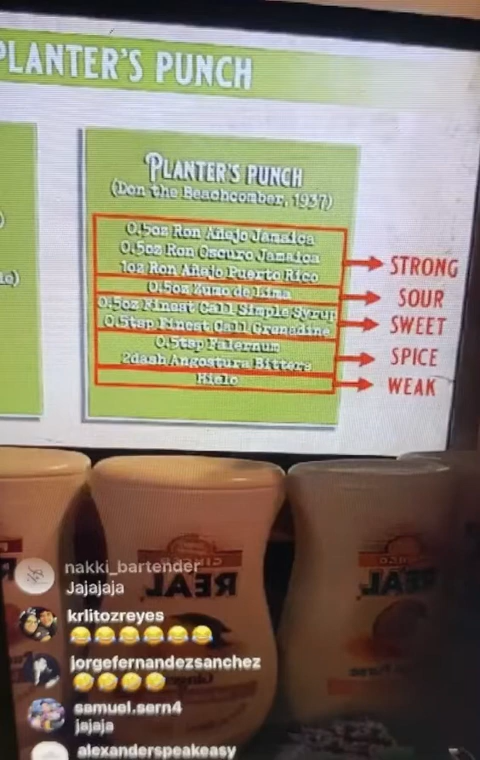 PLANTER'S PUNCH
PLANTER'S PUNCH
(Don the Beachcomber, 1937)
0,5oz Ron Añejo Jamaica
0,5oz Ron Oscuro Jamaica
1oz Ron Añejo Puerto Rico
STRONG
0,5oz Zumo de Lima
SOUR
0,5oz Finest Call Simple Syrup
0,5tsp Finest Call Grenadine
SWEET
0,5tsp Falernum
2dash Angostura Bitters
SPICE
Hielo
WEAK
REAL
REAL
nakki_bartender
Jajajaja
krlitozreyes
😂😂😂😂😂😂
jorgefernandezsanchez
😂😂😂😂
samuel.sern4
jajaja
alexanderspeakeasy